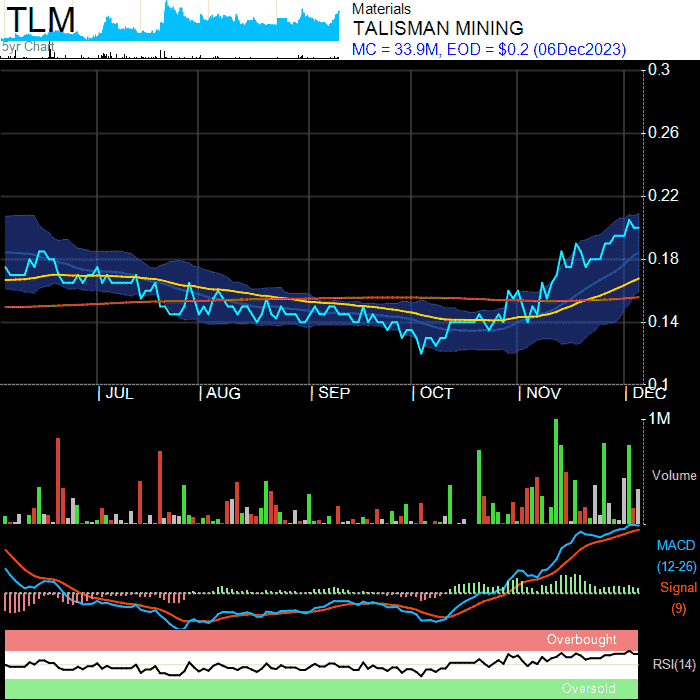 TLM
5yr Chart
Materials
TALISMAN MINING
MC = 33.9M, EOD = $0.2 (06Dec2023)
0.3
0.26
0.22
0.18
0.14
0.1
| JUL | AUG | SEP | OCT | NOV | DEC
1M
Volume
MACD
(12-26)
Signal
(9)
Overbought
RSI(14)
Oversold